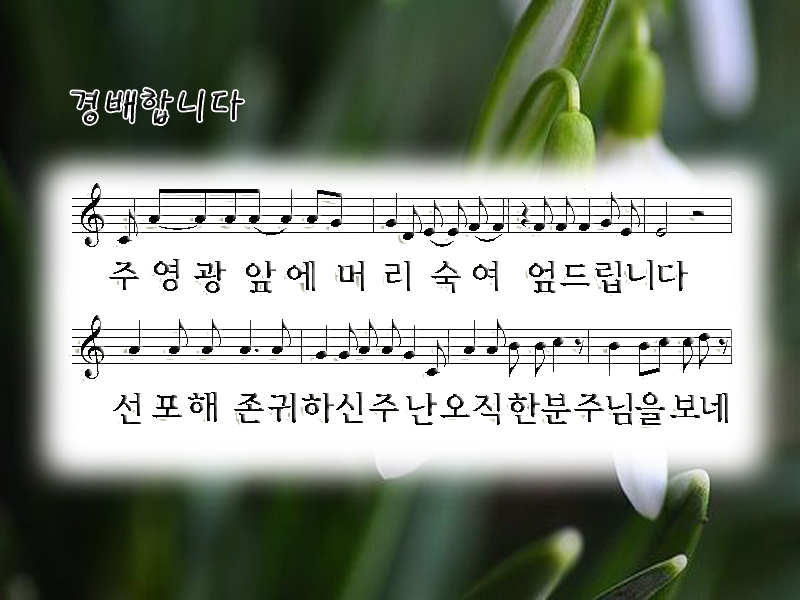 경배합니다
주 영 광 앞 에 머 리 숙 여 엎드립니다
선 포 해 존귀하신주 난오직한분주님을보네